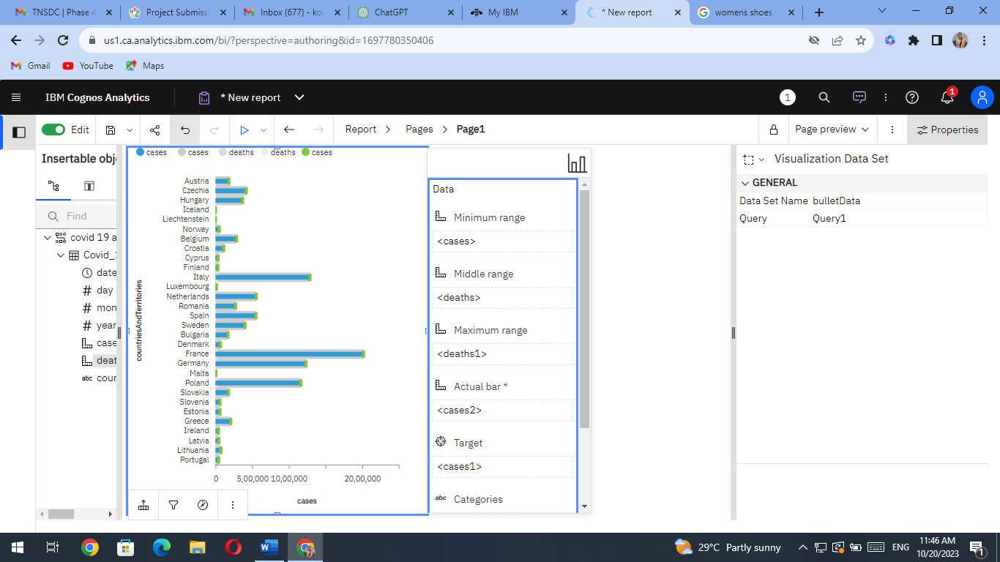 TNSDC | Phase 4
Project Submissi
Inbox (677) - kov
ChatGPT
My IBM
* New report
womens shoes -
us1.ca.analytics.ibm.com/bi/?perspective=authoring&id=1697780350406
Gmail
YouTube
Maps
IBM Cognos Analytics
* New report
1
1
Edit
Report > Pages > Page1
Page preview
Properties
Insertable obj
Find
covid 19 a
Covid_1
date
day
mon
year
case
deat
abc coun
cases cases deaths deaths cases
countriesAndTerritories
Austria
Czechia
Hungary
Iceland
Liechtenstein
Norway
Belgium
Croatia
Cyprus
Finland
Italy
Luxembourg
Netherlands
Romania
Spain
Sweden
Bulgaria
Denmark
France
Germany
Malta
Poland
Slovakia
Slovenia
Estonia
Greece
Ireland
Latvia
Lithuania
Portugal
0 5,00,000 10,00,000 20,00,000
cases
Data
Minimum range
<cases>
Middle range
<deaths>
Maximum range
<deaths1>
Actual bar *
<cases2>
Target
<cases1>
abc Categories
Visualization Data Set
GENERAL
Data Set Name bulletData
Query Query1
29°C Partly sunny
ENG
11:46 AM
10/20/2023
1